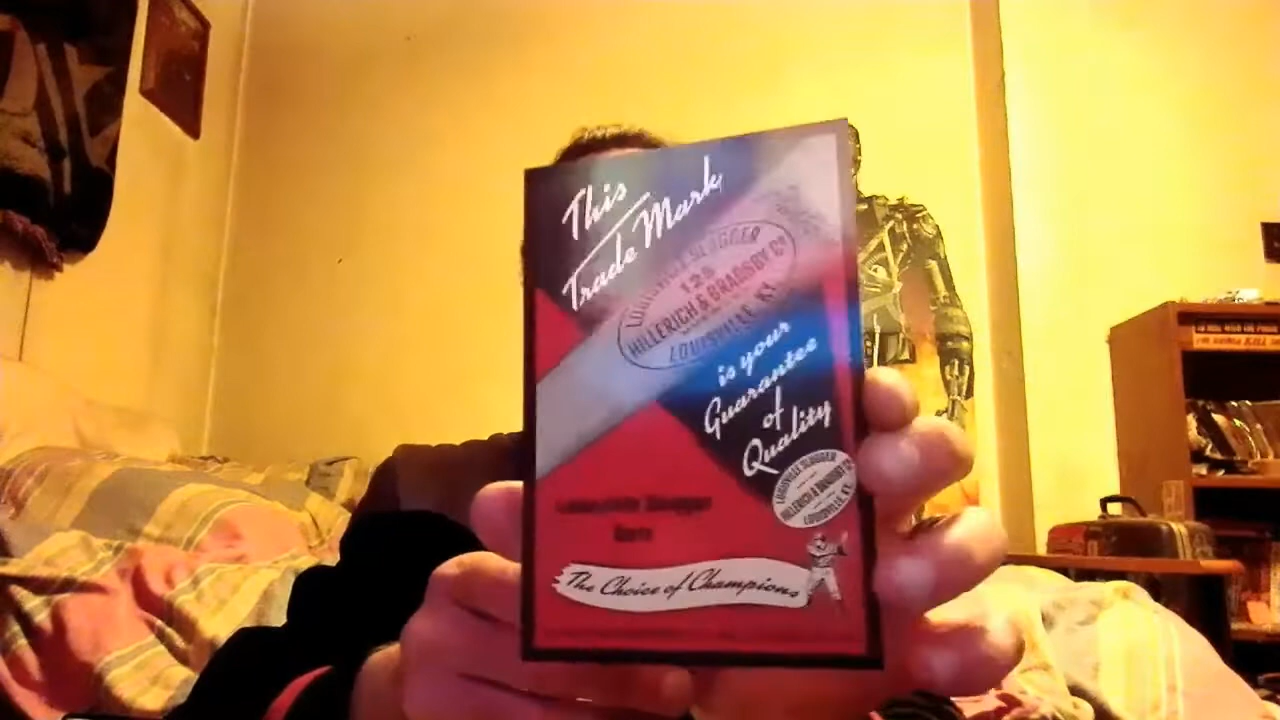 This
Trade Mark
LOUISVILLE SLUGGER
125
HILLERICH & BRADSBY Co
LOUISVILLE, KY.
is your
Guarantee
of
Quality
LOUISVILLE SLUGGER
HILLERICH & BRADSBY Co
LOUISVILLE, KY.
Louisville Slugger
The Choice of Champions